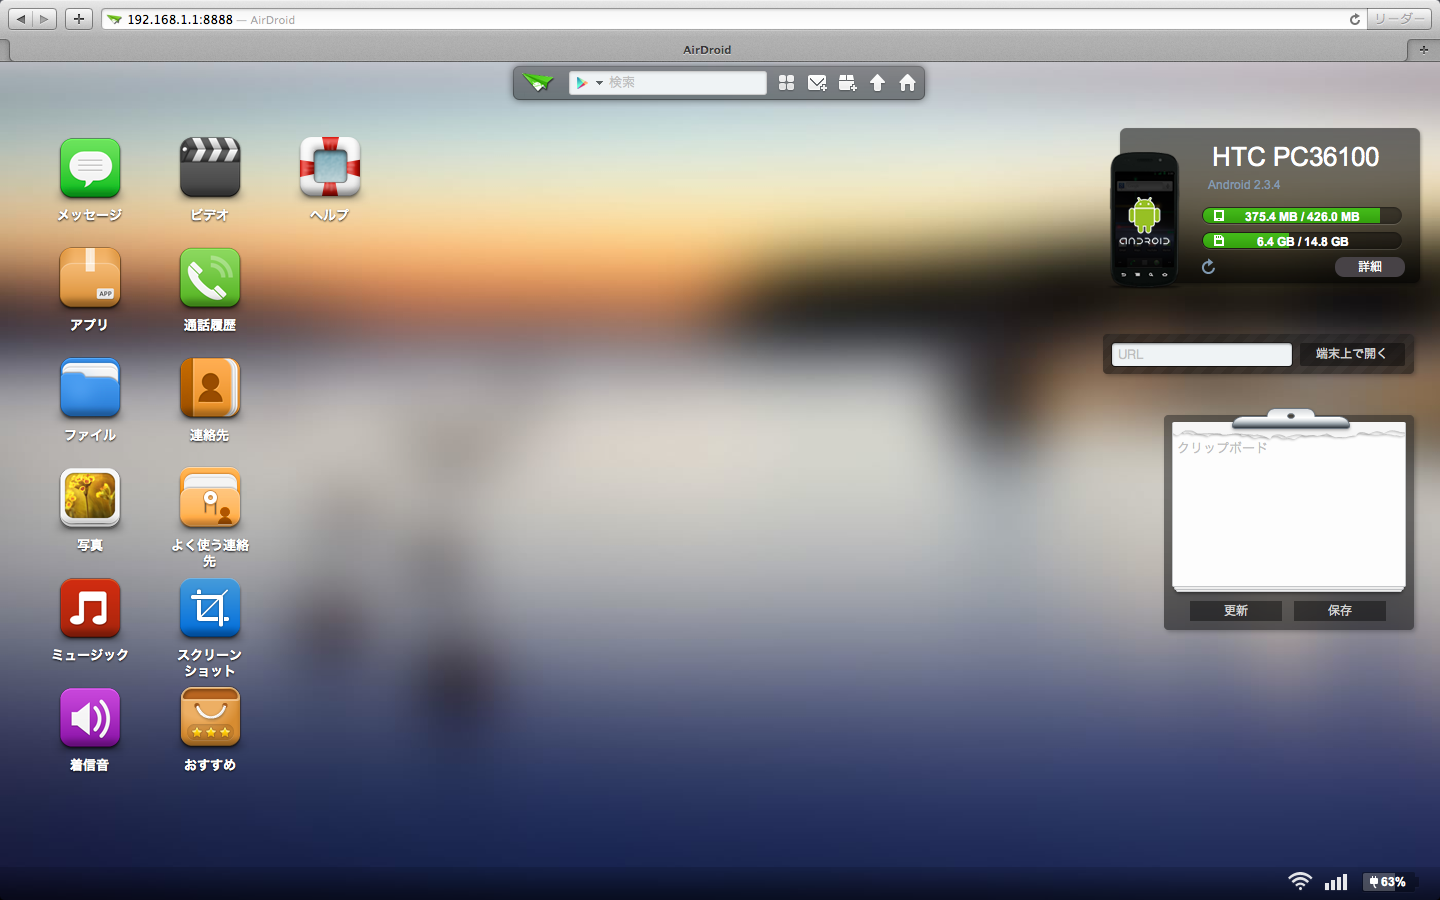 192.168.1.1:8888 — AirDroid
リーダー
AirDroid
検索
メッセージ
ビデオ
ヘルプ
アプリ
APP
通話履歴
ファイル
連絡先
写真
よく使う連絡
先
ミュージック
スクリーン
ショット
着信音
おすすめ
HTC PC36100
Android 2.3.4
375.4 MB / 426.0 MB
6.4 GB / 14.8 GB
詳細
ANDROID
URL
端末上で開く
クリップボード
更新
保存
63%